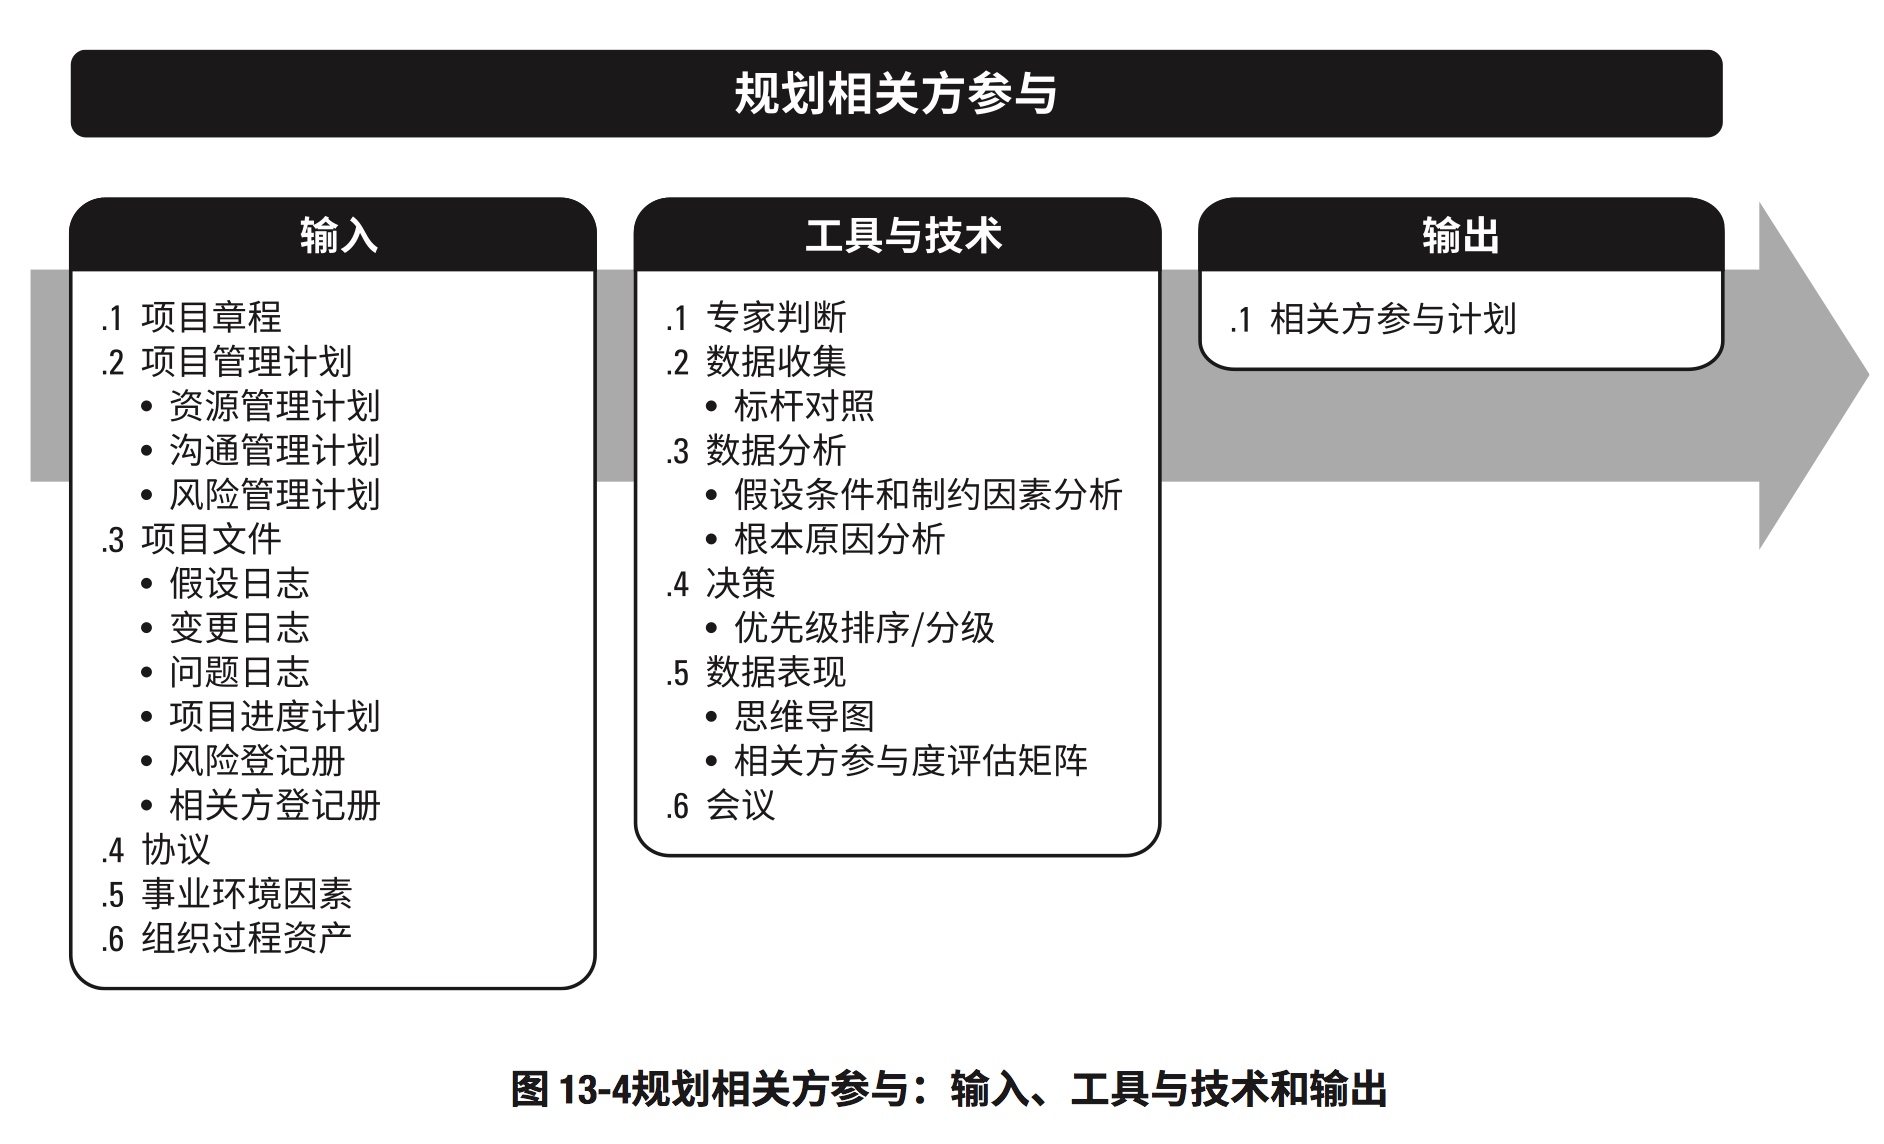 规划相关方参与
输入
.1 项目章程
.2 项目管理计划
• 资源管理计划
• 沟通管理计划
• 风险管理计划
.3 项目文件
• 假设日志
• 变更日志
• 问题日志
• 项目进度计划
• 风险登记册
• 相关方登记册
.4 协议
.5 事业环境因素
.6 组织过程资产
工具与技术
.1 专家判断
.2 数据收集
• 标杆对照
.3 数据分析
• 假设条件和制约因素分析
• 根本原因分析
.4 决策
• 优先级排序/分级
.5 数据表现
• 思维导图
• 相关方参与度评估矩阵
.6 会议
输出
.1 相关方参与计划
图 13-4规划相关方参与：输入、工具与技术和输出